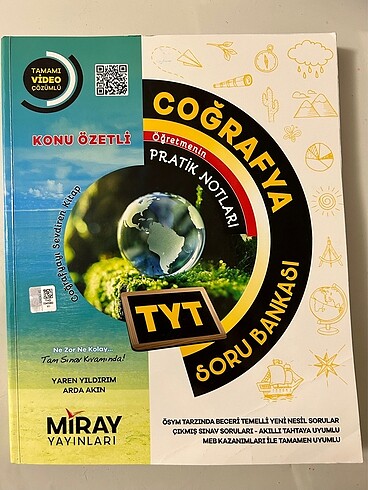 TAMAMI
VİDEO
ÇÖZÜMLÜ
COĞRAFYA
KONU ÖZETLİ
Öğretmenin
PRATİK NOTLARI
Coğrafyayı Sevdiren Kitap
TYT
SORU BANKASI
Ne Zor Ne Kolay...
Tam Sınav Kıvamında!
YAREN YILDIRIM
ARDA AKIN
MİRAY
YAYINLARI
ÖSYM TARZINDA BECERİ TEMELLİ YENİ NESİL SORULAR
ÇIKMIŞ SINAV SORULARI - AKILLI TAHTAYA UYUMLU
MEB KAZANIMLARI İLE TAMAMEN UYUMLU